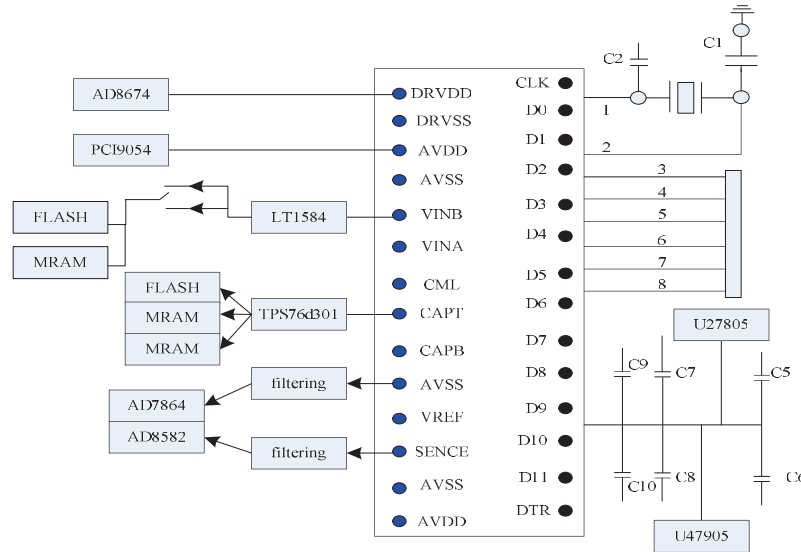 AD8674
PCI9054
FLASH
MRAM
LT1584
FLASH
MRAM
MRAM
TPS76d301
filtering
AD7864
AD8582
filtering
DRVDD
DRVSS
AVDD
AVSS
VINB
VINA
CML
CAPT
CAPB
AVSS
VREF
SENCE
AVSS
AVDD
CLK
D0
D1
D2
D3
D4
D5
D6
D7
D8
D9
D10
D11
DTR
C2
C1
1
2
3
4
5
6
7
8
U27805
C9
C7
C5
C10
C8
C6
U47905